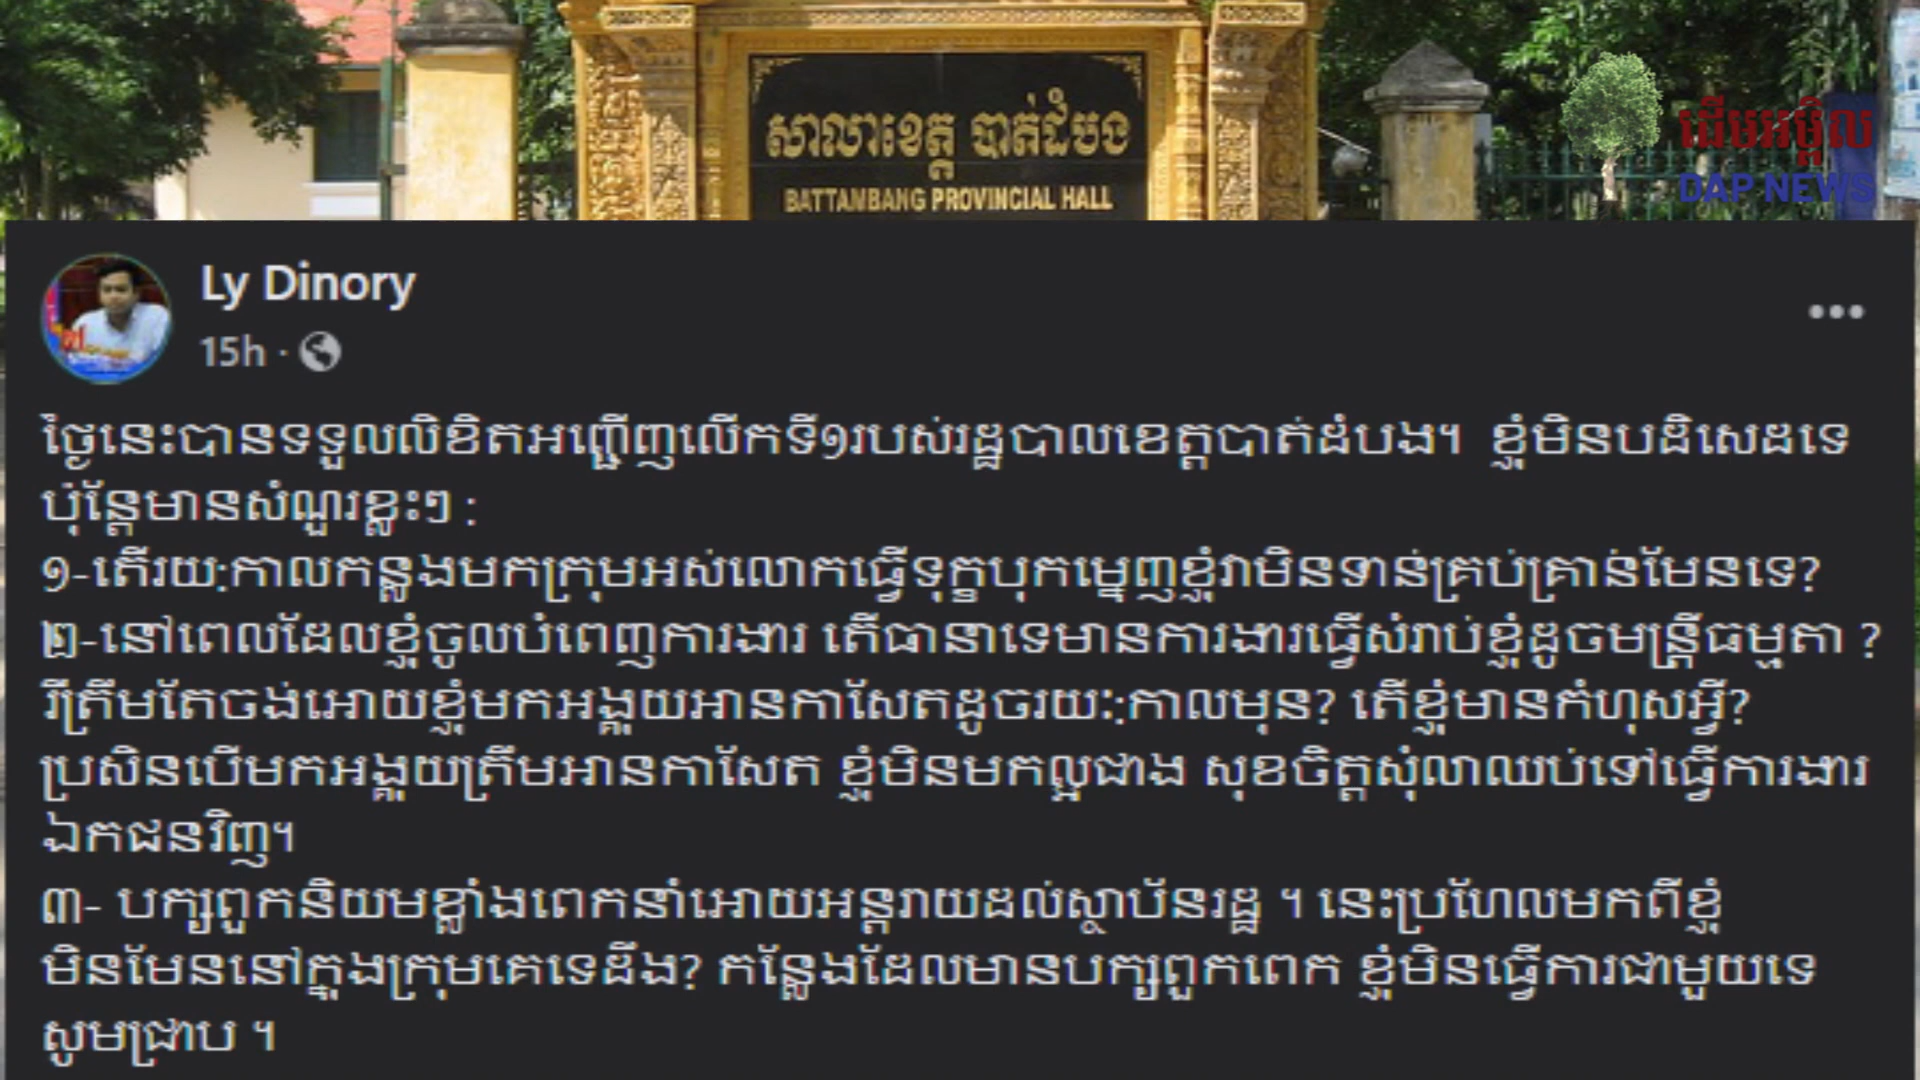 សាលាខេត្ត បាត់ដំបង
BATTAMBANG PROVINCIAL HALL
ដើមអម្ពិល
DAP NEWS
Ly Dinory
15h ·
ថ្ងៃនេះបានទទួលលិខិតអញ្ជើញលើកទី១របស់រដ្ឋបាលខេត្តបាត់ដំបង។ ខ្ញុំមិនបដិសេដទេ
ប៉ុន្តែមានសំណួរខ្លះៗ :
១-តើរយ:កាលកន្លងមកក្រុមអស់លោកធ្វើទុក្ខបុកម្នេញខ្ញុំវាមិនទាន់គ្រប់គ្រាន់មែនទេ?
២-នៅពេលដែលខ្ញុំចូលបំពេញការងារ តើធានាទេមានការងារធ្វើសំរាប់ខ្ញុំដូចមន្ត្រីធម្មតា ?
រឺត្រឹមតែចង់អោយខ្ញុំមកអង្គុយអានកាសែតដូចរយៈ:កាលមុន? តើខ្ញុំមានកំហុសអ្វី?
ប្រសិនបើមកអង្គុយត្រឹមអានកាសែត ខ្ញុំមិនមកល្អជាង សុខចិត្តសុំលាឈប់ទៅធ្វើការងារ
ឯកជនវិញ។
៣- បក្សពួកនិយមខ្លាំងពេកនាំអោយអន្តរាយដល់ស្ថាប័នរដ្ឋ ។ នេះប្រហែលមកពីខ្ញុំ
មិនមែននៅក្នុងក្រុមគេទេដឹង? កន្លែងដែលមានបក្សពួកពេក ខ្ញុំមិនធ្វើការជាមួយទេ
សូមជ្រាប ។